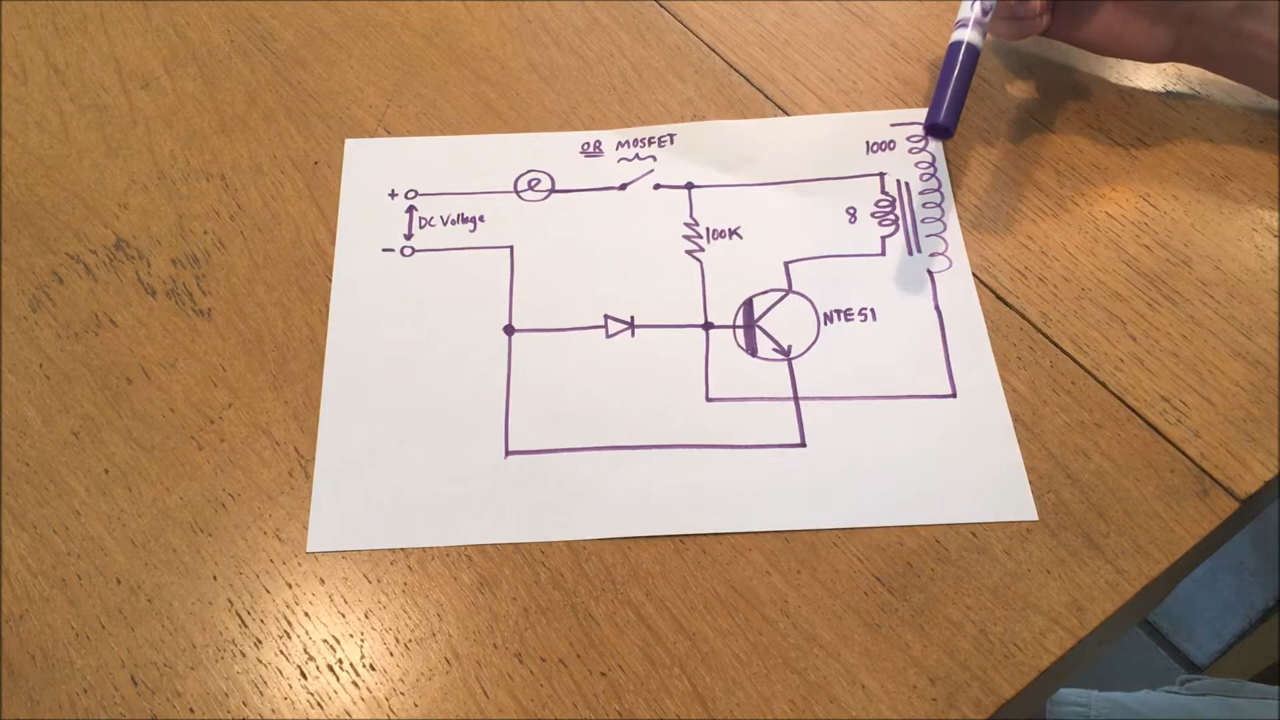 OR MOSFET
1000
+
DC Voltage
-
8
100K
NTE51